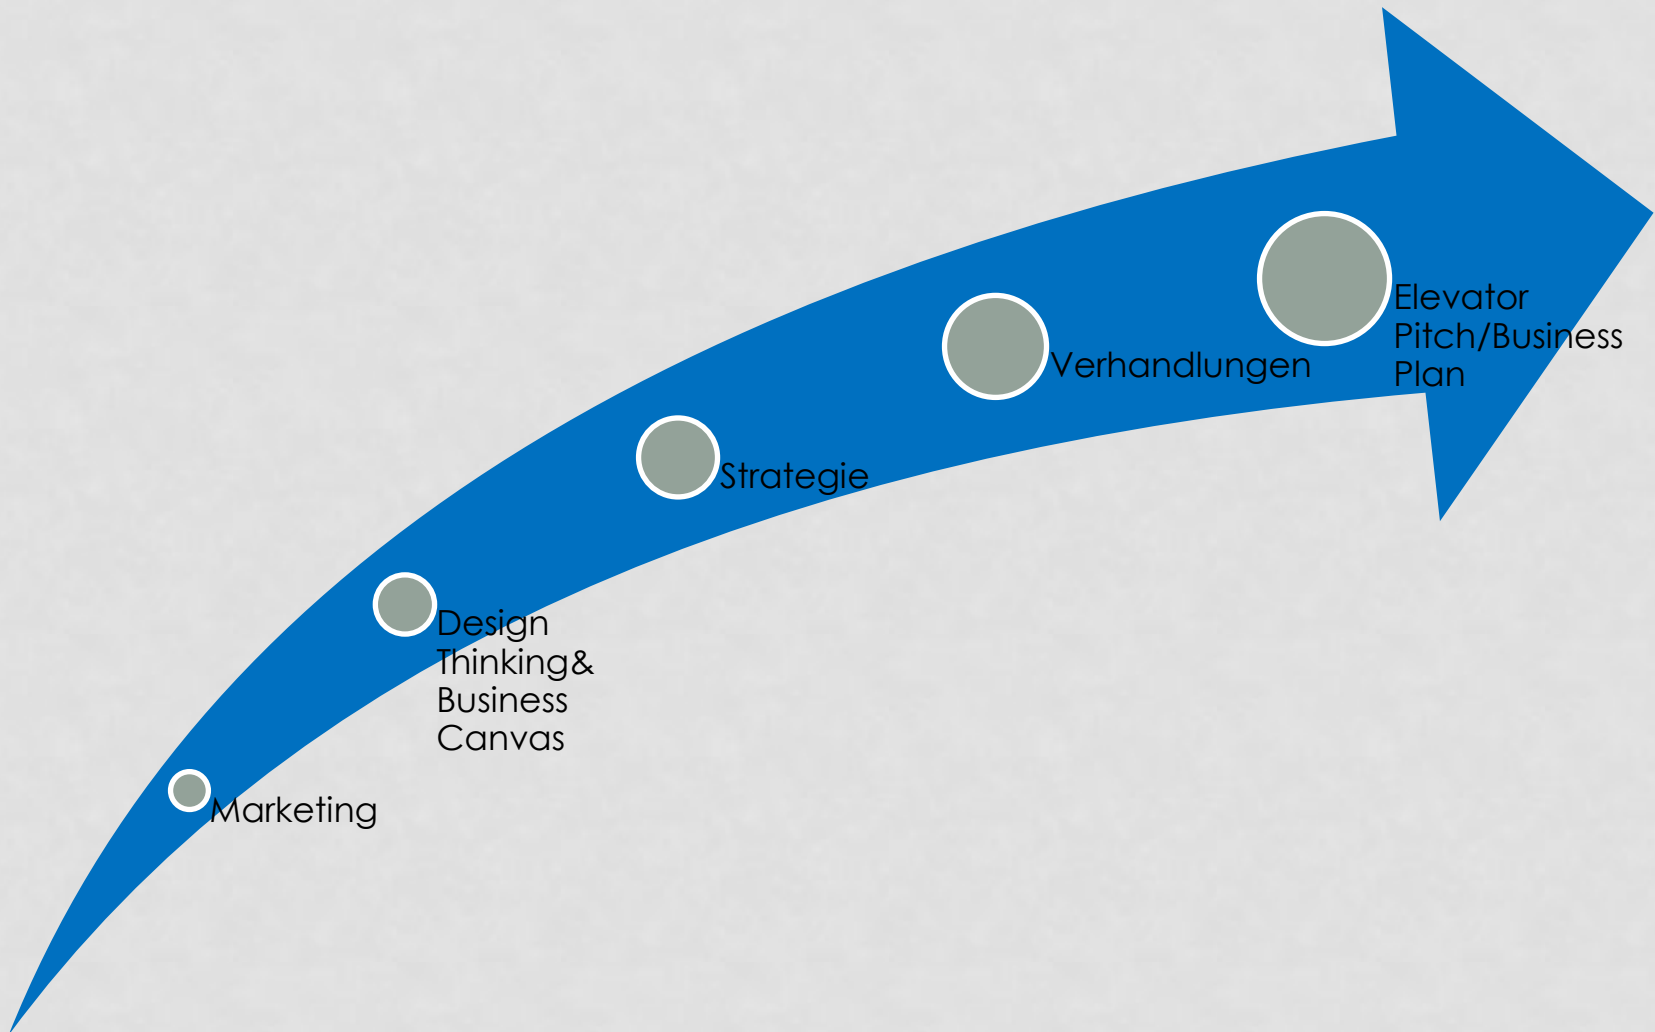 Marketing
Design
Thinking&
Business
Canvas
Strategie
Verhandlungen
Elevator
Pitch/Business
Plan